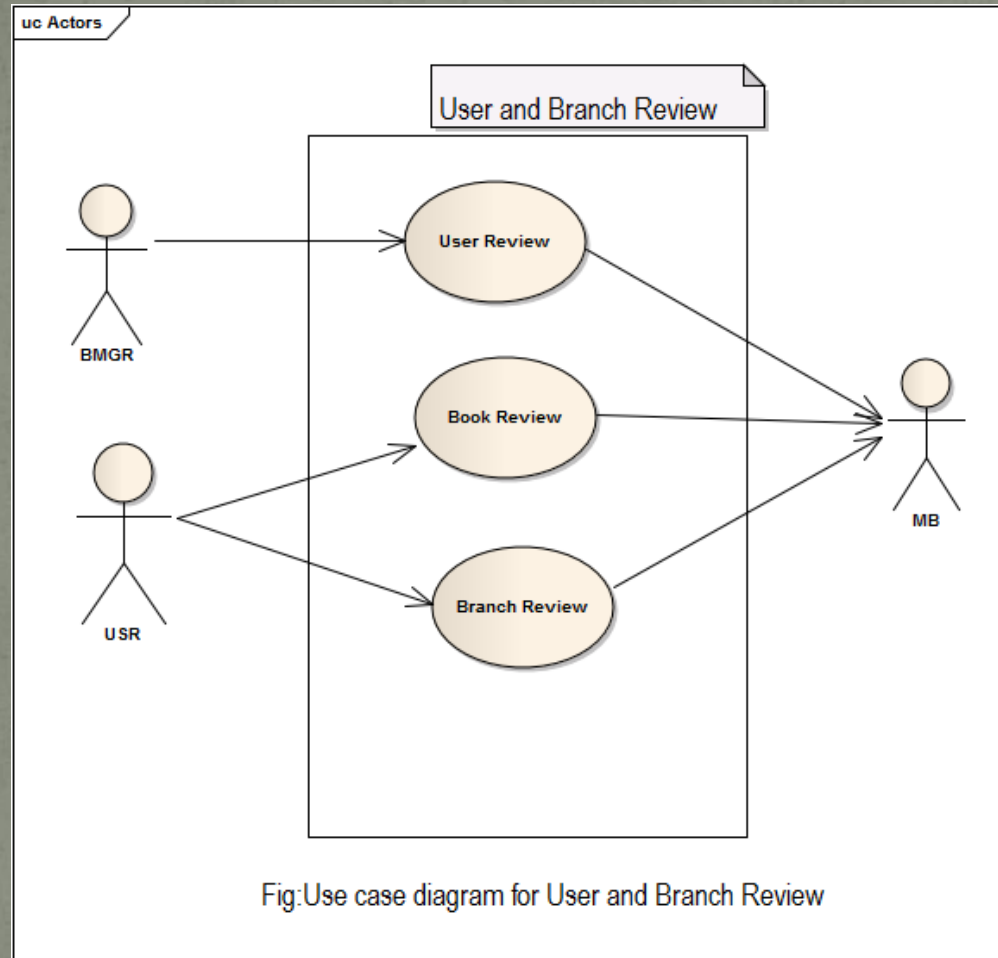 uc Actors
User and Branch Review
User Review
BMGR
Book Review
USR
Branch Review
MB
Fig:Use case diagram for User and Branch Review